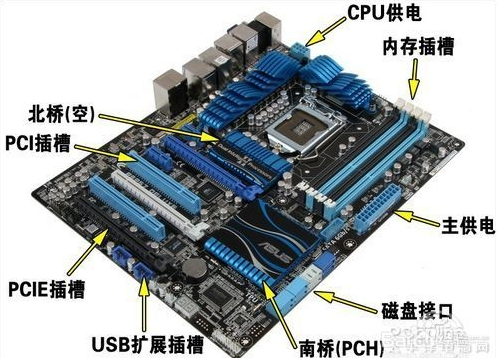 CPU供电
内存插槽
北桥(空)
PCI插槽
主供电
PCIE插槽
磁盘接口
USB扩展插槽
南桥(PCH)
ASUS